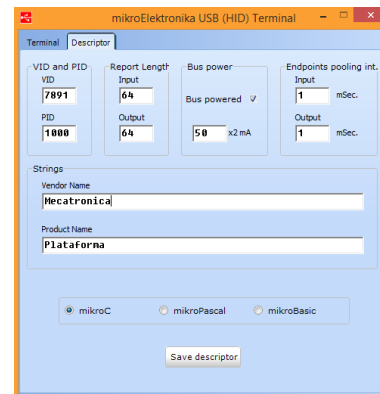 mikroElektronika USB (HID) Terminal
Terminal Descriptor
VID and PID Report Length Bus power Endpoints pooling int.
VID Input Input
7891 64 Bus powered 1 mSec.
PID Output Output
1000 64 50 x2 mA 1 mSec.
Strings
Vendor Name
Mecatronica
Product Name
Plataforma
mikroC mikroPascal mikroBasic
Save descriptor